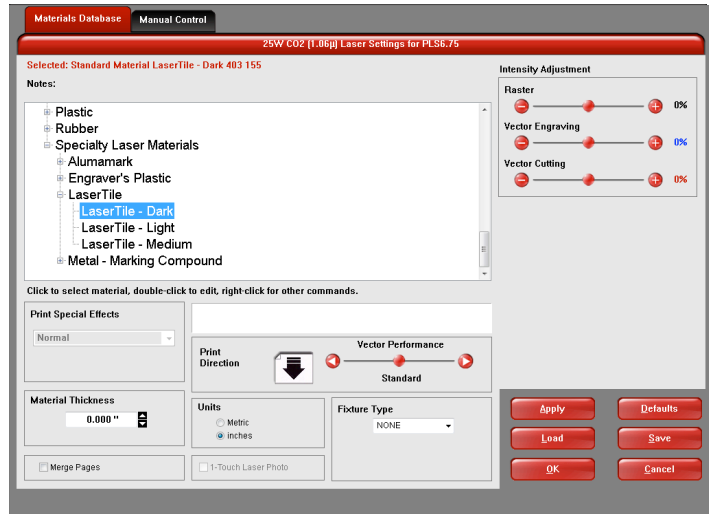 Materials Database
Manual Control
25W CO2 (1.06μ) Laser Settings for PLS6.75
Selected: Standard Material LaserTile - Dark 403 155
Notes:
Plastic
Rubber
Specialty Laser Materials
Alumamark
Engraver's Plastic
LaserTile
LaserTile - Dark
LaserTile - Light
LaserTile - Medium
Metal - Marking Compound
Click to select material, double-click to edit, right-click for other commands.
Intensity Adjustment
Raster
0%
Vector Engraving
0%
Vector Cutting
0%
Print Special Effects
Normal
Print
Direction
Vector Performance
Standard
Material Thickness
0.000 "
Units
Metric
inches
Fixture Type
NONE
Merge Pages
1-Touch Laser Photo
Apply
Defaults
Load
Save
OK
Cancel